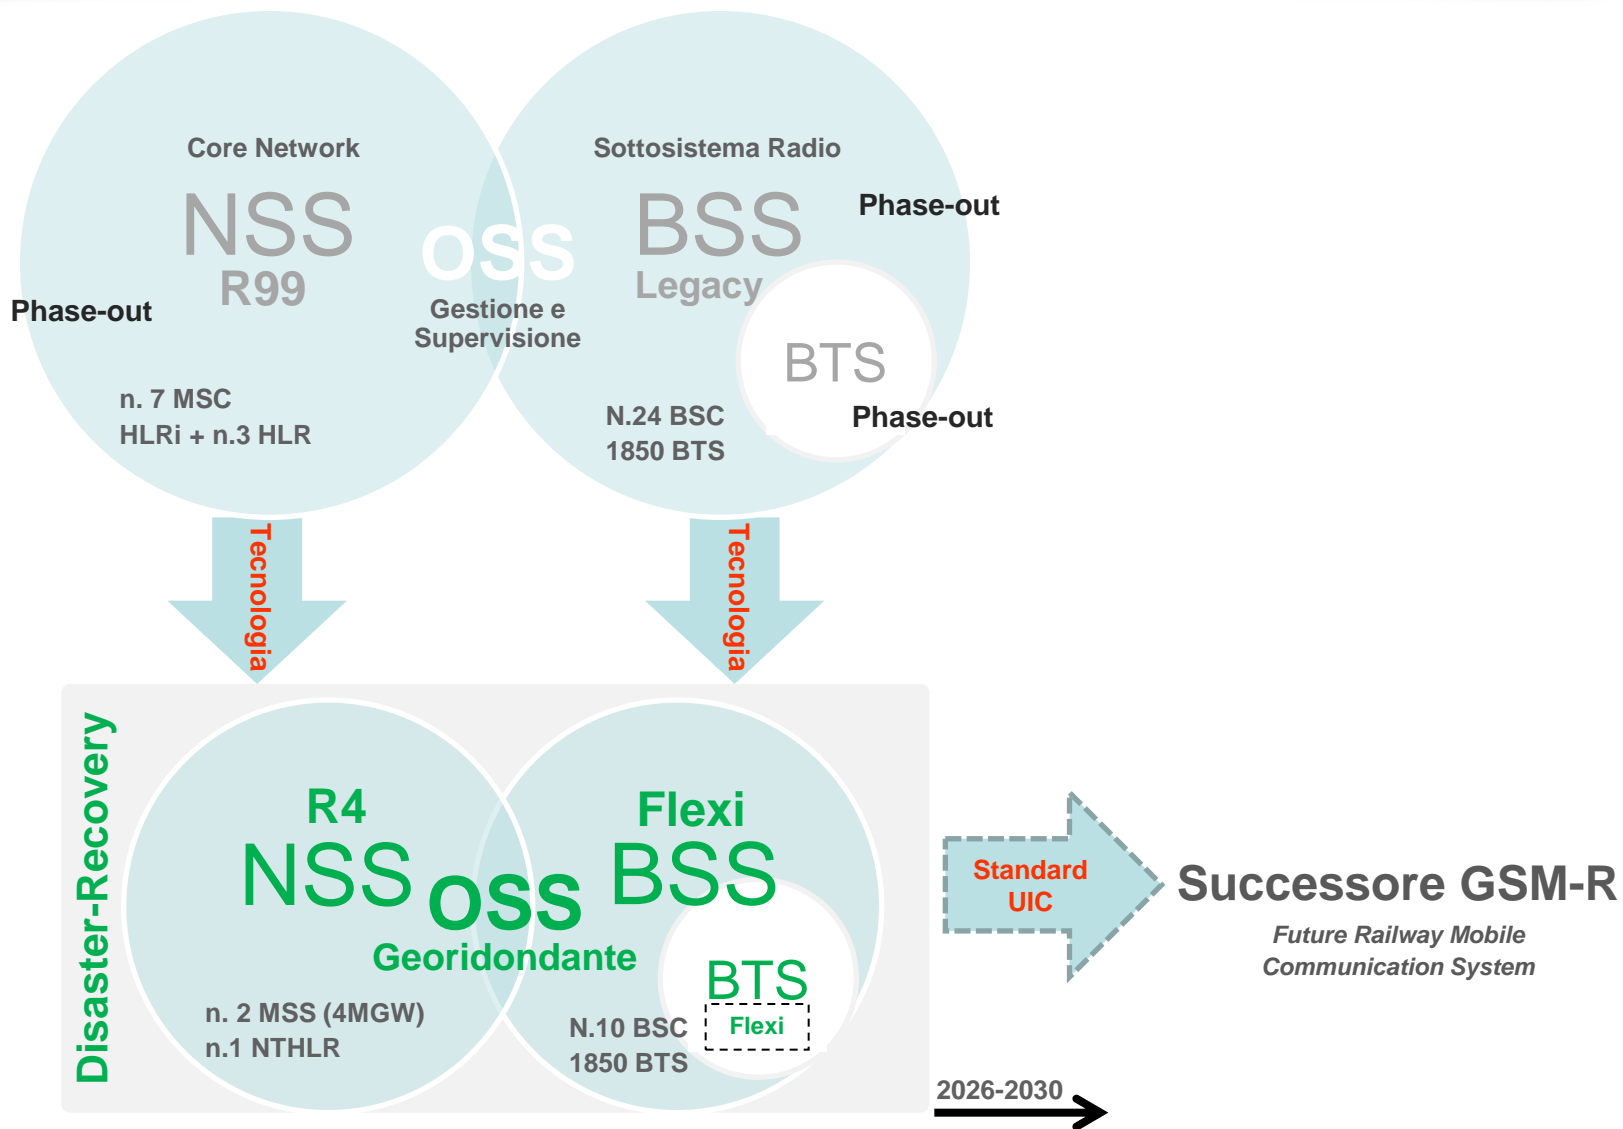 Core Network
NSS
R99
Phase-out
n. 7 MSC
HLRi + n.3 HLR
OSS
Gestione e
Supervisione
Sottosistema Radio
BSS
Legacy
Phase-out
BTS
Phase-out
N.24 BSC
1850 BTS
Tecnologia
Tecnologia
Disaster-Recovery
R4
NSS
OSS
Georidondante
n. 2 MSS (4MGW)
n.1 NTHLR
Flexi
BSS
BTS
Flexi
N.10 BSC
1850 BTS
Standard
UIC
Successore GSM-R
Future Railway Mobile
Communication System
2026-2030